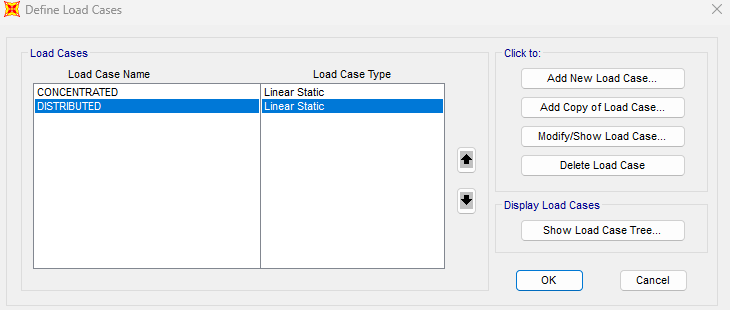 Define Load Cases
Load Cases
Load Case Name Load Case Type
CONCENTRATED Linear Static
DISTRIBUTED Linear Static
Click to:
Add New Load Case...
Add Copy of Load Case...
Modify/Show Load Case...
Delete Load Case
Display Load Cases
Show Load Case Tree...
OK Cancel